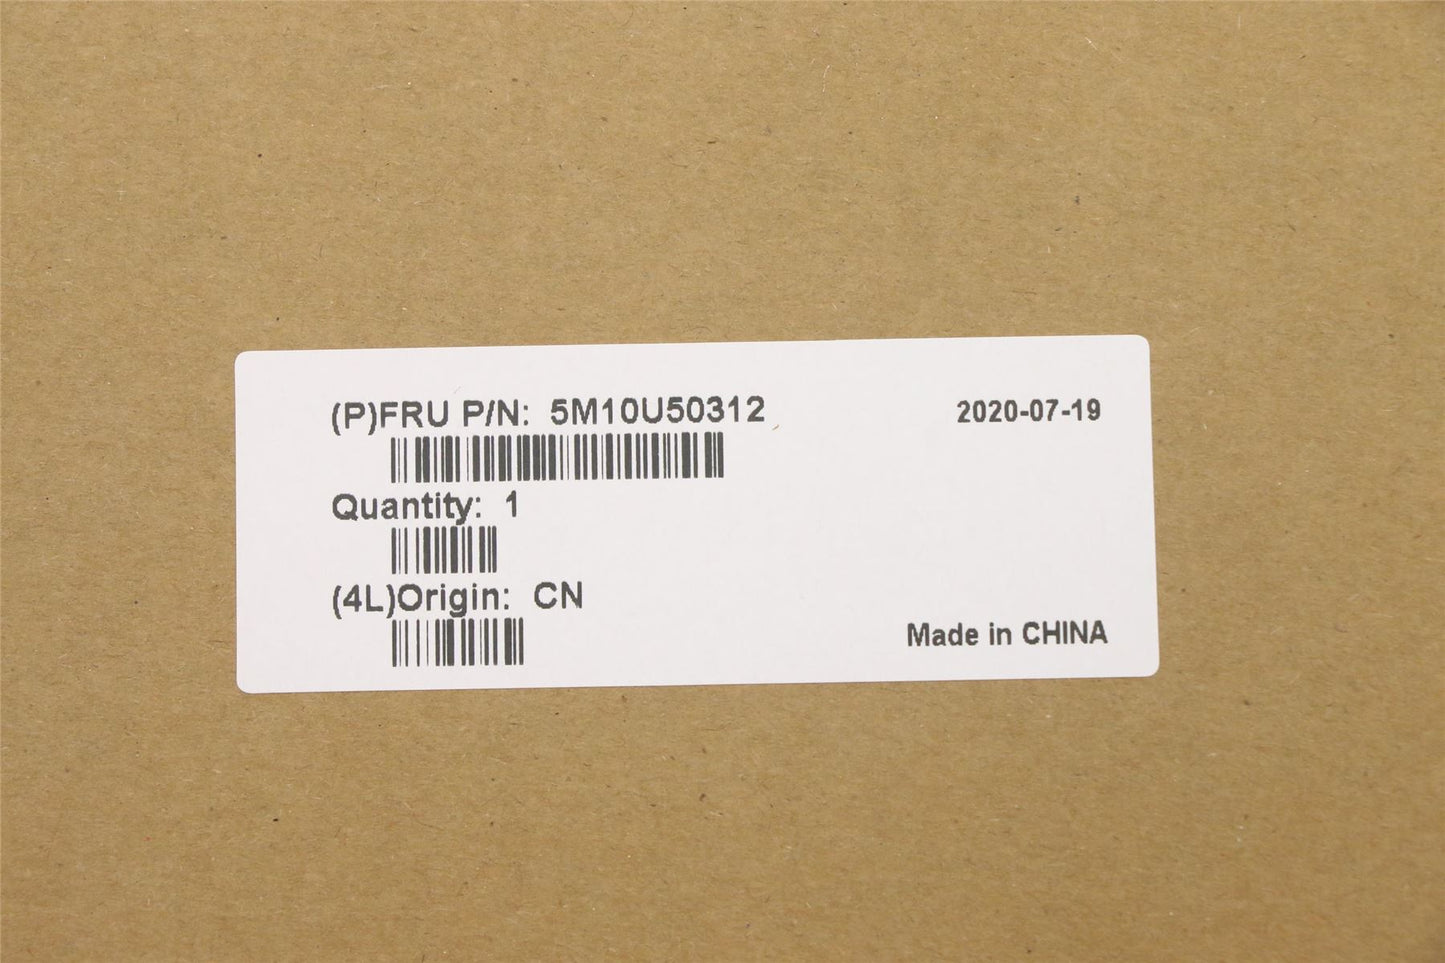 (P)FRU P/N: 5M10U50312
2020-07-19
Quantity: 1
(4L)Origin: CN
Made in CHINA